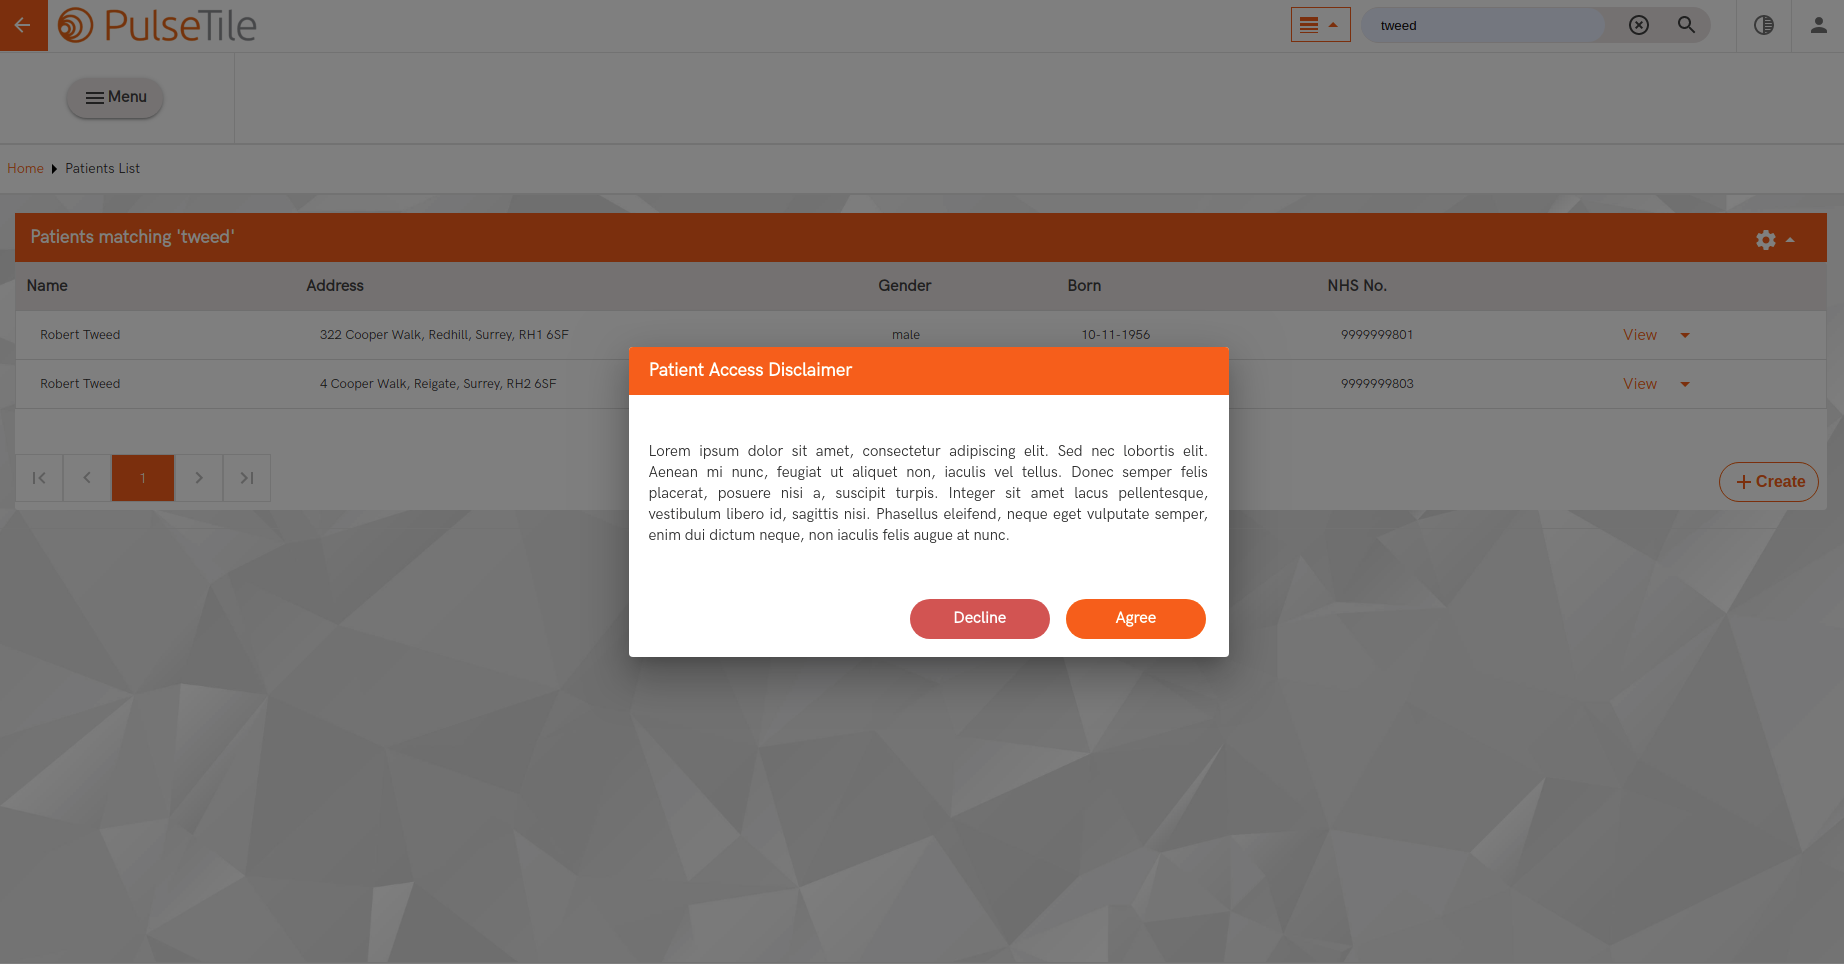 PulseTile
tweed
Menu
Home Patients List
Patients matching 'tweed'
Name Address Gender Born NHS No.
Robert Tweed 322 Cooper Walk, Redhill, Surrey, RH1 6SF male 10-11-1956 9999999801 View
Robert Tweed 4 Cooper Walk, Reigate, Surrey, RH2 6SF 9999999803 View
1
Create
Patient Access Disclaimer
Lorem ipsum dolor sit amet, consectetur adipiscing elit. Sed nec lobortis elit.
Aenean mi nunc, feugiat ut aliquet non, iaculis vel tellus. Donec semper felis
placerat, posuere nisi a, suscipit turpis. Integer sit amet lacus pellentesque,
vestibulum libero id, sagittis nisi. Phasellus eleifend, neque eget vulputate semper,
enim dui dictum neque, non iaculis felis augue at nunc.
Decline Agree